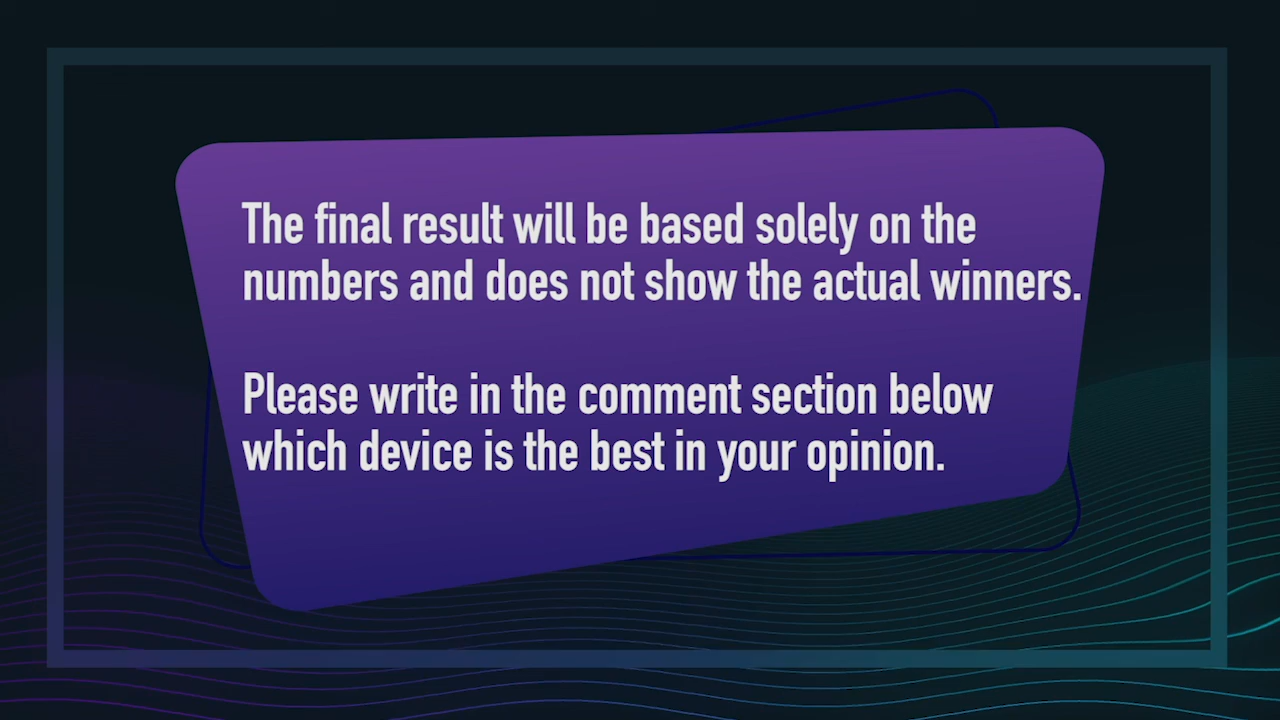 The final result will be based solely on the
numbers and does not show the actual winners.
Please write in the comment section below
which device is the best in your opinion.